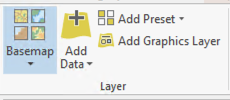 Basemap
Add
Data
Add Preset
Add Graphics Layer
Layer